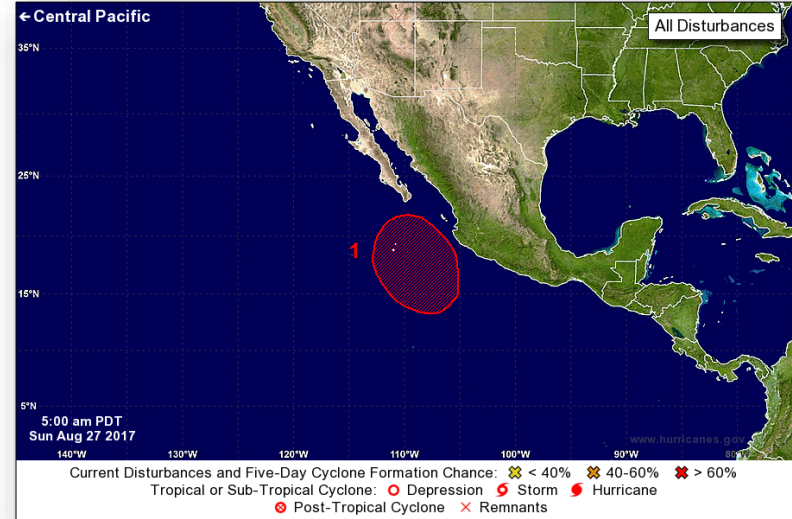 ← Central Pacific
All Disturbances
35°N
25°N
1
15°N
5°N
5:00 am PDT
Sun Aug 27 2017
www.hurricanes.gov
140°W 130°W 120°W 110°W 100°W 90°W 80°W
Current Disturbances and Five-Day Cyclone Formation Chance: < 40% 40-60% > 60%
Tropical or Sub-Tropical Cyclone: Depression Storm Hurricane
Post-Tropical Cyclone Remnants